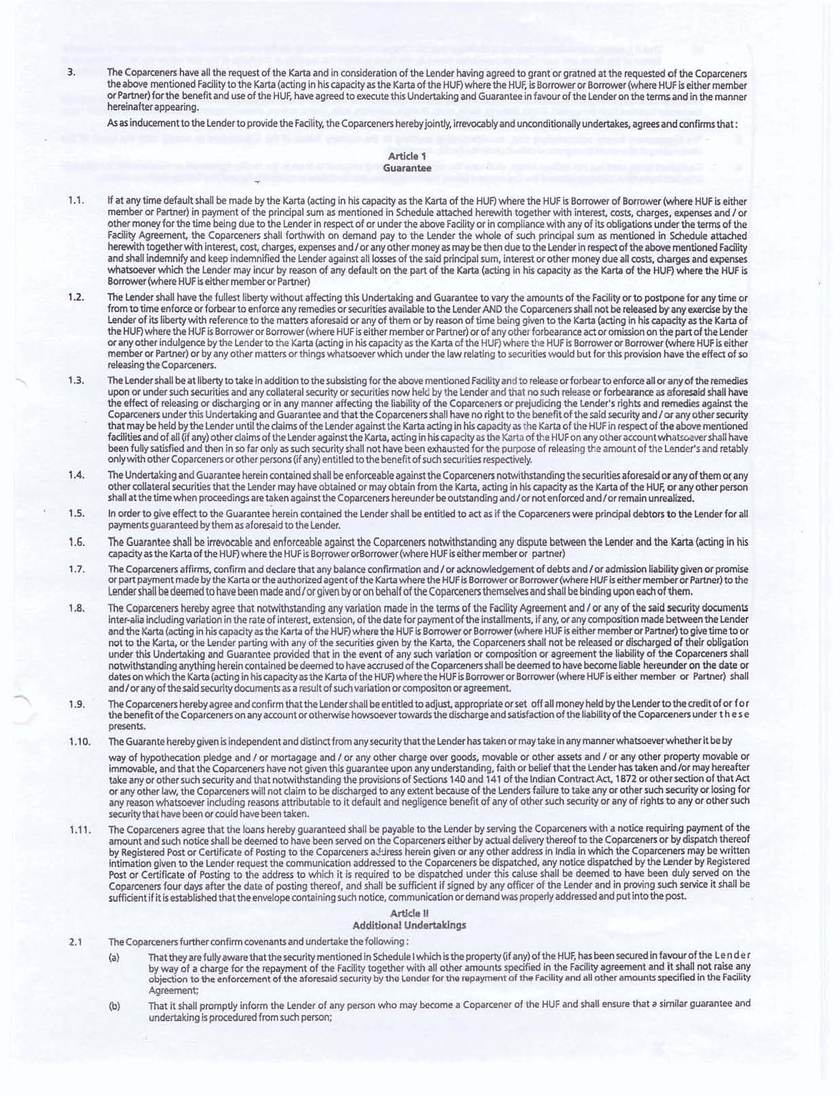 3. The Coparceners have all the request of the Karta and in consideration of the Lender having agreed to grant or gratned at the requested of the Coparceners
the above mentioned Facility to the Karta (acting in his capacity as the Karta of the HUF) where the HUF, is Borrower or Borrower (where HUF is either member
or Partner) for the benefit and use of the HUF, have agreed to execute this Undertaking and Guarantee in favour of the Lender on the terms and in the manner
hereinafter appearing.
As as inducement to the Lender to provide the Facility, the Coparceners hereby jointly, irrevocably and unconditionally undertakes, agrees and confirms that :
Article 1
Guarantee
1.1. If at any time default shall be made by the Karta (acting in his capacity as the Karta of the HUF) where the HUF is Borrower of Borrower (where HUF is either
member or Partner) in payment of the principal sum as mentioned in Schedule attached herewith together with interest, costs, charges, expenses and / or
other money for the time being due to the Lender in respect of or under the above Facility or in compliance with any of its obligations under the terms of the
Facility Agreement, the Coparceners shall forthwith on demand pay to the Lender the whole of such principal sum as mentioned in Schedule attached
herewith together with interest, cost, charges, expenses and / or any other money as may be then due to the Lender in respect of the above mentioned Facility
and shall indemnify and keep indemnified the Lender against all losses of the said principal sum, interest or other money due all costs, charges and expenses
whatsoever which the Lender may incur by reason of any default on the part of the Karta (acting in his capacity as the Karta of the HUF) where the HUF is
Borrower (where HUF is either member or Partner)
1.2. The Lender shall have the fullest liberty without affecting this Undertaking and Guarantee to vary the amounts of the Facility or to postpone for any time or
from to time enforce or forbear to enforce any remedies or securities available to the Lender AND the Coparceners shall not be released by any exercise by the
Lender of its liberty with reference to the matters aforesaid or any of them or by reason of time being given to the Karta (acting in his capacity as the Karta of
the HUF) where the HUF is Borrower or Borrower (where HUF is either member or Partner) or of any other forbearance act or omission on the part of the Lender
or any other indulgence by the Lender to the Karta (acting in his capacity as the Karta of the HUF) where the HUF is Borrower or Borrower (where HUF is either
member or Partner) or by any other matters or things whatsoever which under the law relating to securities would but for this provision have the effect of so
releasing the Coparceners.
1.3. The Lender shall be at liberty to take in addition to the subsisting for the above mentioned Facility and to release or forbear to enforce all or any of the remedies
upon or under such securities and any collateral security or securities now held by the Lender and that no such release or forbearance as aforesaid shall have
the effect of releasing or discharging or in any manner affecting the liability of the Coparceners or prejudicing the Lender's rights and remedies against the
Coparceners under this Undertaking and Guarantee and that the Coparceners shall have no right to the benefit of the said security and / or any other security
that may be held by the Lender until the claims of the Lender against the Karta acting in his capacity as the Karta of the HUF in respect of the above mentioned
facilities and of all (if any) other claims of the Lender against the Karta, acting in his capacity as the Karta of the HUF on any other account whatsoever shall have
been fully satisfied and then in so far only as such security shall not have been exhausted for the purpose of releasing the amount of the Lender's and retably
only with other Coparceners or other persons (if any) entitled to the benefit of such securities respectively.
1.4. The Undertaking and Guarantee herein contained shall be enforceable against the Coparceners notwithstanding the securities aforesaid or any of them or any
other collateral securities that the Lender may have obtained or may obtain from the Karta, acting in his capacity as the Karta of the HUF, or any other person
shall at the time when proceedings are taken against the Coparceners hereunder be outstanding and / or not enforced and / or remain unrealized.
1.5. In order to give effect to the Guarantee herein contained the Lender shall be entitled to act as if the Coparceners were principal debtors to the Lender for all
payments guaranteed by them as aforesaid to the Lender.
1.6. The Guarantee shall be irrevocable and enforceable against the Coparceners notwithstanding any dispute between the Lender and the Karta (acting in his
capacity as the Karta of the HUF) where the HUF is Borrower orBorrower (where HUF is either member or partner)
1.7. The Coparceners affirms, confirm and declare that any balance confirmation and / or acknowledgement of debts and / or admission liability given or promise
or part payment made by the Karta or the authorized agent of the Karta where the HUF is Borrower or Borrower (where HUF is either member or Partner) to the
Lender shall be deemed to have been made and / or given by or on behalf of the Coparceners themselves and shall be binding upon each of them.
1.8. The Coparceners hereby agree that notwithstanding any variation made in the terms of the Facility Agreement and / or any of the said security documents
inter-alia including variation in the rate of interest, extension, of the date for payment of the installments, if any, or any composition made between the Lender
and the Karta (acting in his capacity as the Karta of the HUF) where the HUF is Borrower or Borrower (where HUF is either member or Partner) to give time to or
not to the Karta, or the Lender parting with any of the securities given by the Karta, the Coparceners shall not be released or discharged of their obligation
under this Undertaking and Guarantee provided that in the event of any such variation or composition or agreement the liability of the Coparceners shall
notwithstanding anything herein contained be deemed to have accrued of the Coparceners shall be deemed to have become liable hereunder on the date or
dates on which the Karta (acting in his capacity as the Karta of the HUF) where the HUF is Borrower or Borrower (where HUF is either member or Partner) shall
and / or any of the said security documents as a result of such variation or compositon or agreement.
1.9. The Coparceners hereby agree and confirm that the Lender shall be entitled to adjust, appropriate or set off all money held by the Lender to the credit of or for
the benefit of the Coparceners on any account or otherwise howsoever towards the discharge and satisfaction of the liability of the Coparceners under these
presents.
1.10. The Guarante hereby given is independent and distinct from any security that the Lender has taken or may take in any manner whatsoever whether it be by
way of hypothecation pledge and / or mortagage and / or any other charge over goods, movable or other assets and / or any other property movable or
immovable, and that the Coparceners have not given this guarantee upon any understanding, faith or belief that the Lender has taken and /or may hereafter
take any or other such security and that notwithstanding the provisions of Sections 140 and 141 of the Indian Contract Act, 1872 or other section of that Act
or any other law, the Coparceners will not claim to be discharged to any extent because of the Lenders failure to take any or other such security or losing for
any reason whatsoever including reasons attributable to it default and negligence benefit of any of other such security or any of rights to any or other such
security that have been or could have been taken.
1.11. The Coparceners agree that the loans hereby guaranteed shall be payable to the Lender by serving the Coparceners with a notice requiring payment of the
amount and such notice shall be deemed to have been served on the Coparceners either by actual delivery thereof to the Coparceners or by dispatch thereof
by Registered Post or Certificate of Posting to the Coparceners address herein given or any other address in India in which the Coparceners may be written
intimation given to the Lender request the communication addressed to the Coparceners be dispatched, any notice dispatched by the Lender by Registered
Post or Certificate of Posting to the address to which it is required to be dispatched under this caluse shall be deemed to have been duly served on the
Coparceners four days after the date of posting thereof, and shall be sufficient if signed by any officer of the Lender and in proving such service it shall be
sufficient if it is established that the envelope containing such notice, communication or demand was properly addressed and put into the post.
Article II
Additional Undertakings
2.1 The Coparceners further confirm covenants and undertake the following :
(a) That they are fully aware that the security mentioned in Schedule I which is the property (if any) of the HUF, has been secured in favour of the Lender
by way of a charge for the repayment of the Facility together with all other amounts specified in the Facility agreement and it shall not raise any
objection to the enforcement of the aforesaid security by the Lender for the repayment of the Facility and all other amounts specified in the Facility
Agreement;
(b) That it shall promptly inform the Lender of any person who may become a Coparcener of the HUF and shall ensure that a similar guarantee and
undertaking is procedured from such person;